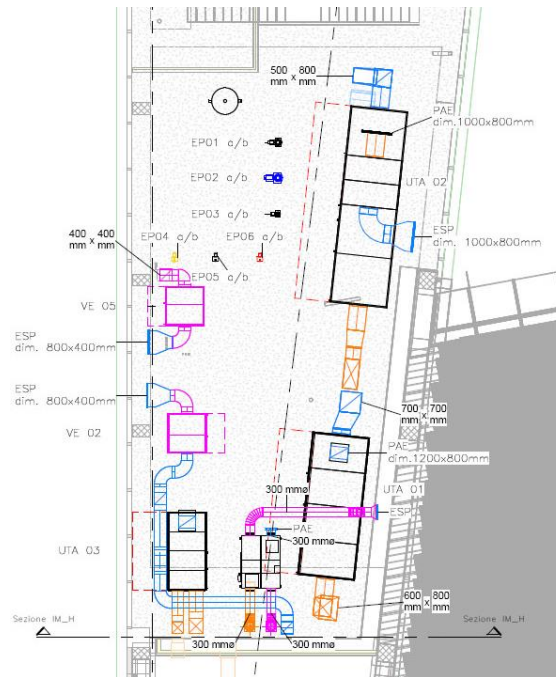 500 x 800
mm mm
PAE
dim.1000x800mm
EP01 a/b
UTA 02
EP02 a/b
EP03 a/b
400 x 400
mm mm
EP04 a/b
EP06 a/b
ESP
dim. 1000x800mm
EP05 a/b
VE 05
ESP
dim. 800x400mm
ESP
dim. 800x400mm
700 x 700
mm mm
VE 02
PAE
dim.1200x800mm
300 mmø
UTA 01
ESP
PAE
300 mmø
UTA 03
600 x 800
mm mm
Sezione IM_H
Sezione IM_H
300 mmø
300 mmø